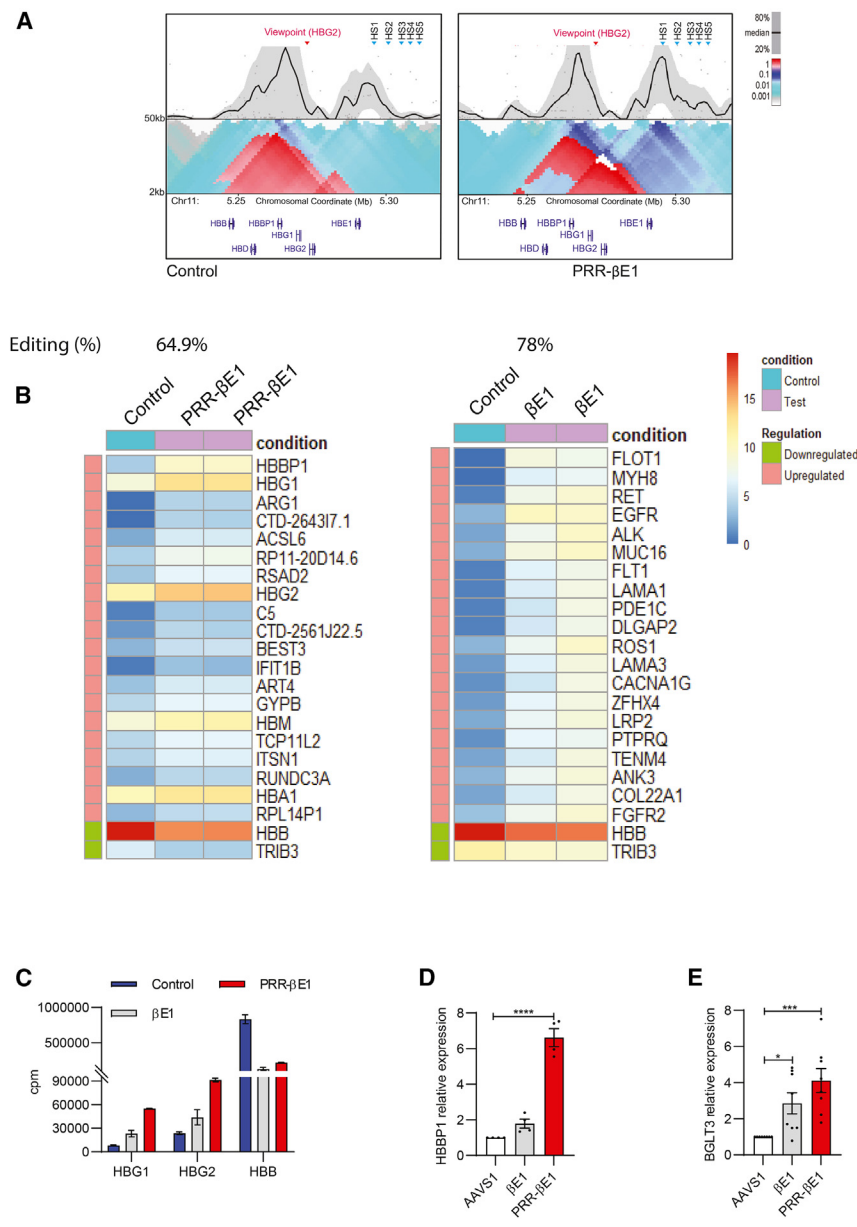 A
Viewpoint (HBG2)
HS1
HS2
HS3
HS4
HS5
Viewpoint (HBG2)
HS1
HS2
HS3
HS4
HS5
80%
median
20%
1
0.1
0.01
0.001
50kb
2kb
Chr11: 5.25 Chromosomal Coordinate (Mb) 5.30
HBB HBBP1 HBE1
HBG1
HBD HBG2
Chr11: 5.25 Chromosomal Coordinate (Mb) 5.30
HBB HBBP1 HBE1
HBG1
HBD HBG2
Control
PRR-βE1
Editing (%) 64.9% 78%
B
Control
PRR-βE1
PRR-βE1
condition
HBBP1
HBG1
ARG1
CTD-2643I7.1
ACSL6
RP11-20D14.6
RSAD2
HBG2
C5
CTD-2561J22.5
BEST3
IFIT1B
ART4
GYPB
HBM
TCP11L2
ITSN1
RUNDC3A
HBA1
RPL14P1
HBB
TRIB3
Control
βE1
βE1
condition
FLOT1
MYH8
RET
EGFR
ALK
MUC16
FLT1
LAMA1
PDE1C
DLGAP2
ROS1
LAMA3
CACNA1G
ZFHX4
LRP2
PTPRQ
TENM4
ANK3
COL22A1
FGFR2
HBB
TRIB3
15
10
5
0
condition
Control
Test
Regulation
Downregulated
Upregulated
C
Control
PRR-βE1
βE1
cpm
1000000
500000
90000
60000
30000
0
HBG1 HBG2 HBB
D
HBBP1 relative expression
8
6
4
2
0
****
AAVS1
βE1
PRR-βE1
E
BGLT3 relative expression
8
6
4
2
0
***
*
AAVS1
βE1
PRR-βE1